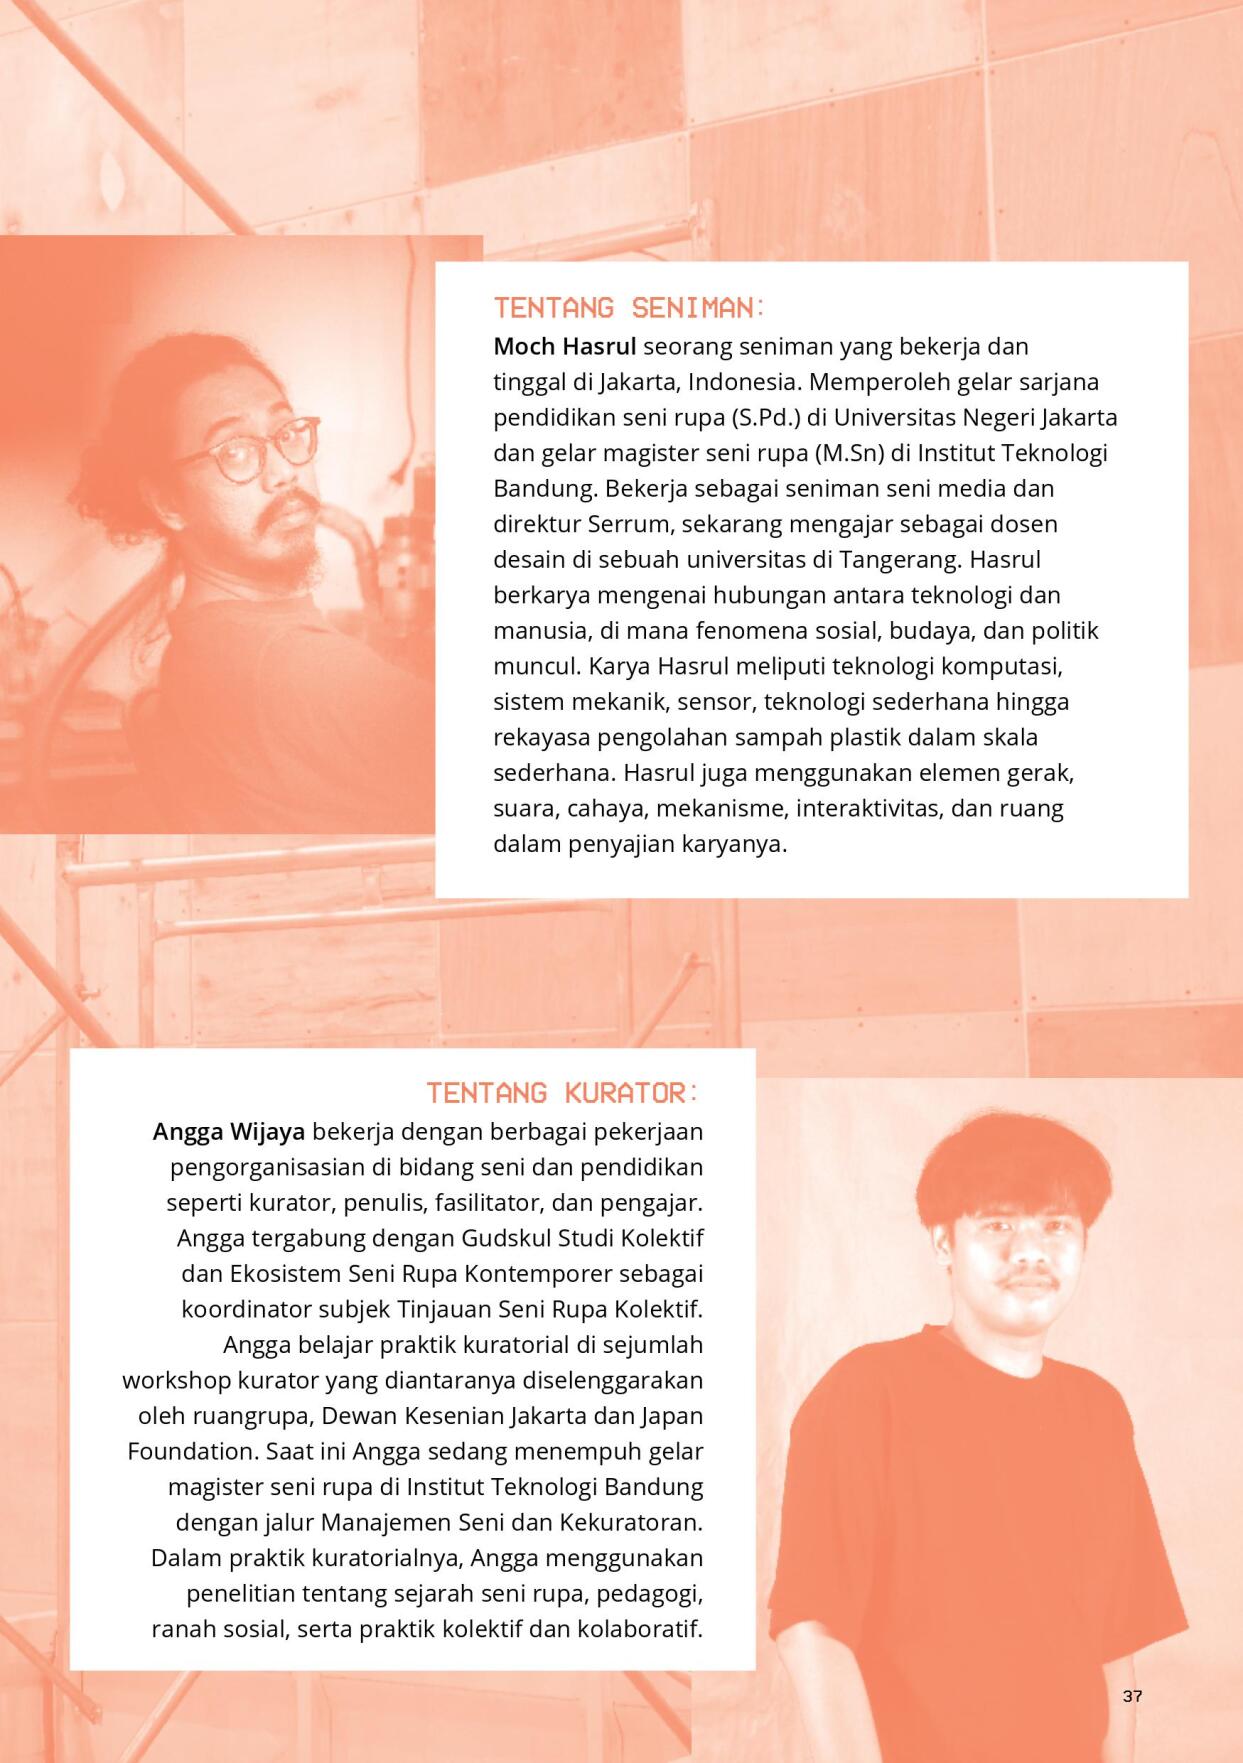 TENTANG SENIMAN:
Moch Hasrul seorang seniman yang bekerja dan
tinggal di Jakarta, Indonesia. Memperoleh gelar sarjana
pendidikan seni rupa (S.Pd.) di Universitas Negeri Jakarta
dan gelar magister seni rupa (M.Sn) di Institut Teknologi
Bandung. Bekerja sebagai seniman seni media dan
direktur Serrum, sekarang mengajar sebagai dosen
desain di sebuah universitas di Tangerang. Hasrul
berkarya mengenai hubungan antara teknologi dan
manusia, di mana fenomena sosial, budaya, dan politik
muncul. Karya Hasrul meliputi teknologi komputasi,
sistem mekanik, sensor, teknologi sederhana hingga
rekayasa pengolahan sampah plastik dalam skala
sederhana. Hasrul juga menggunakan elemen gerak,
suara, cahaya, mekanisme, interaktivitas, dan ruang
dalam penyajian karyanya.
TENTANG KURATOR:
Angga Wijaya bekerja dengan berbagai pekerjaan
pengorganisasian di bidang seni dan pendidikan
seperti kurator, penulis, fasilitator, dan pengajar.
Angga tergabung dengan Gudskul Studi Kolektif
dan Ekosistem Seni Rupa Kontemporer sebagai
koordinator subjek Tinjauan Seni Rupa Kolektif.
Angga belajar praktik kuratorial di sejumlah
workshop kurator yang diantaranya diselenggarakan
oleh ruangrupa, Dewan Kesenian Jakarta dan Japan
Foundation. Saat ini Angga sedang menempuh gelar
magister seni rupa di Institut Teknologi Bandung
dengan jalur Manajemen Seni dan Kekuratoran.
Dalam praktik kuratorialnya, Angga menggunakan
penelitian tentang sejarah seni rupa, pedagogi,
ranah sosial, serta praktik kolektif dan kolaboratif.
37